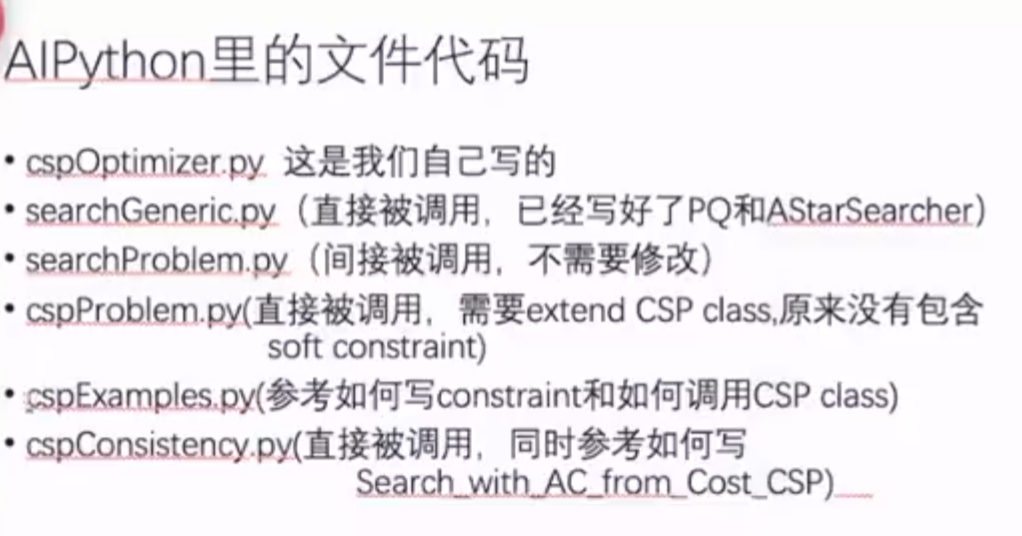 AIPython里的文件代码
• cspOptimizer.py 这是我们自己写的
• searchGeneric.py（直接被调用，已经写好了PQ和AStarSearcher）
• searchProblem.py（间接被调用，不需要修改）
• cspProblem.py(直接被调用，需要extend CSP class,原来没有包含
soft constraint)
• cspExamples.py(参考如何写constraint和如何调用CSP class)
• cspConsistency.py(直接被调用，同时参考如何写
Search_with_AC_from_Cost_CSP)